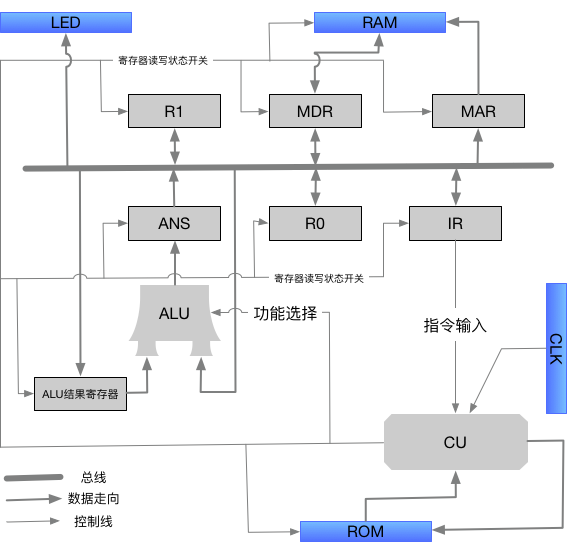 LED
RAM
寄存器读写状态开关
R1
MDR
MAR
ANS
R0
IR
寄存器读写状态开关
ALU
功能选择
指令输入
CLK
ALU结果寄存器
CU
总线
数据走向
控制线
ROM